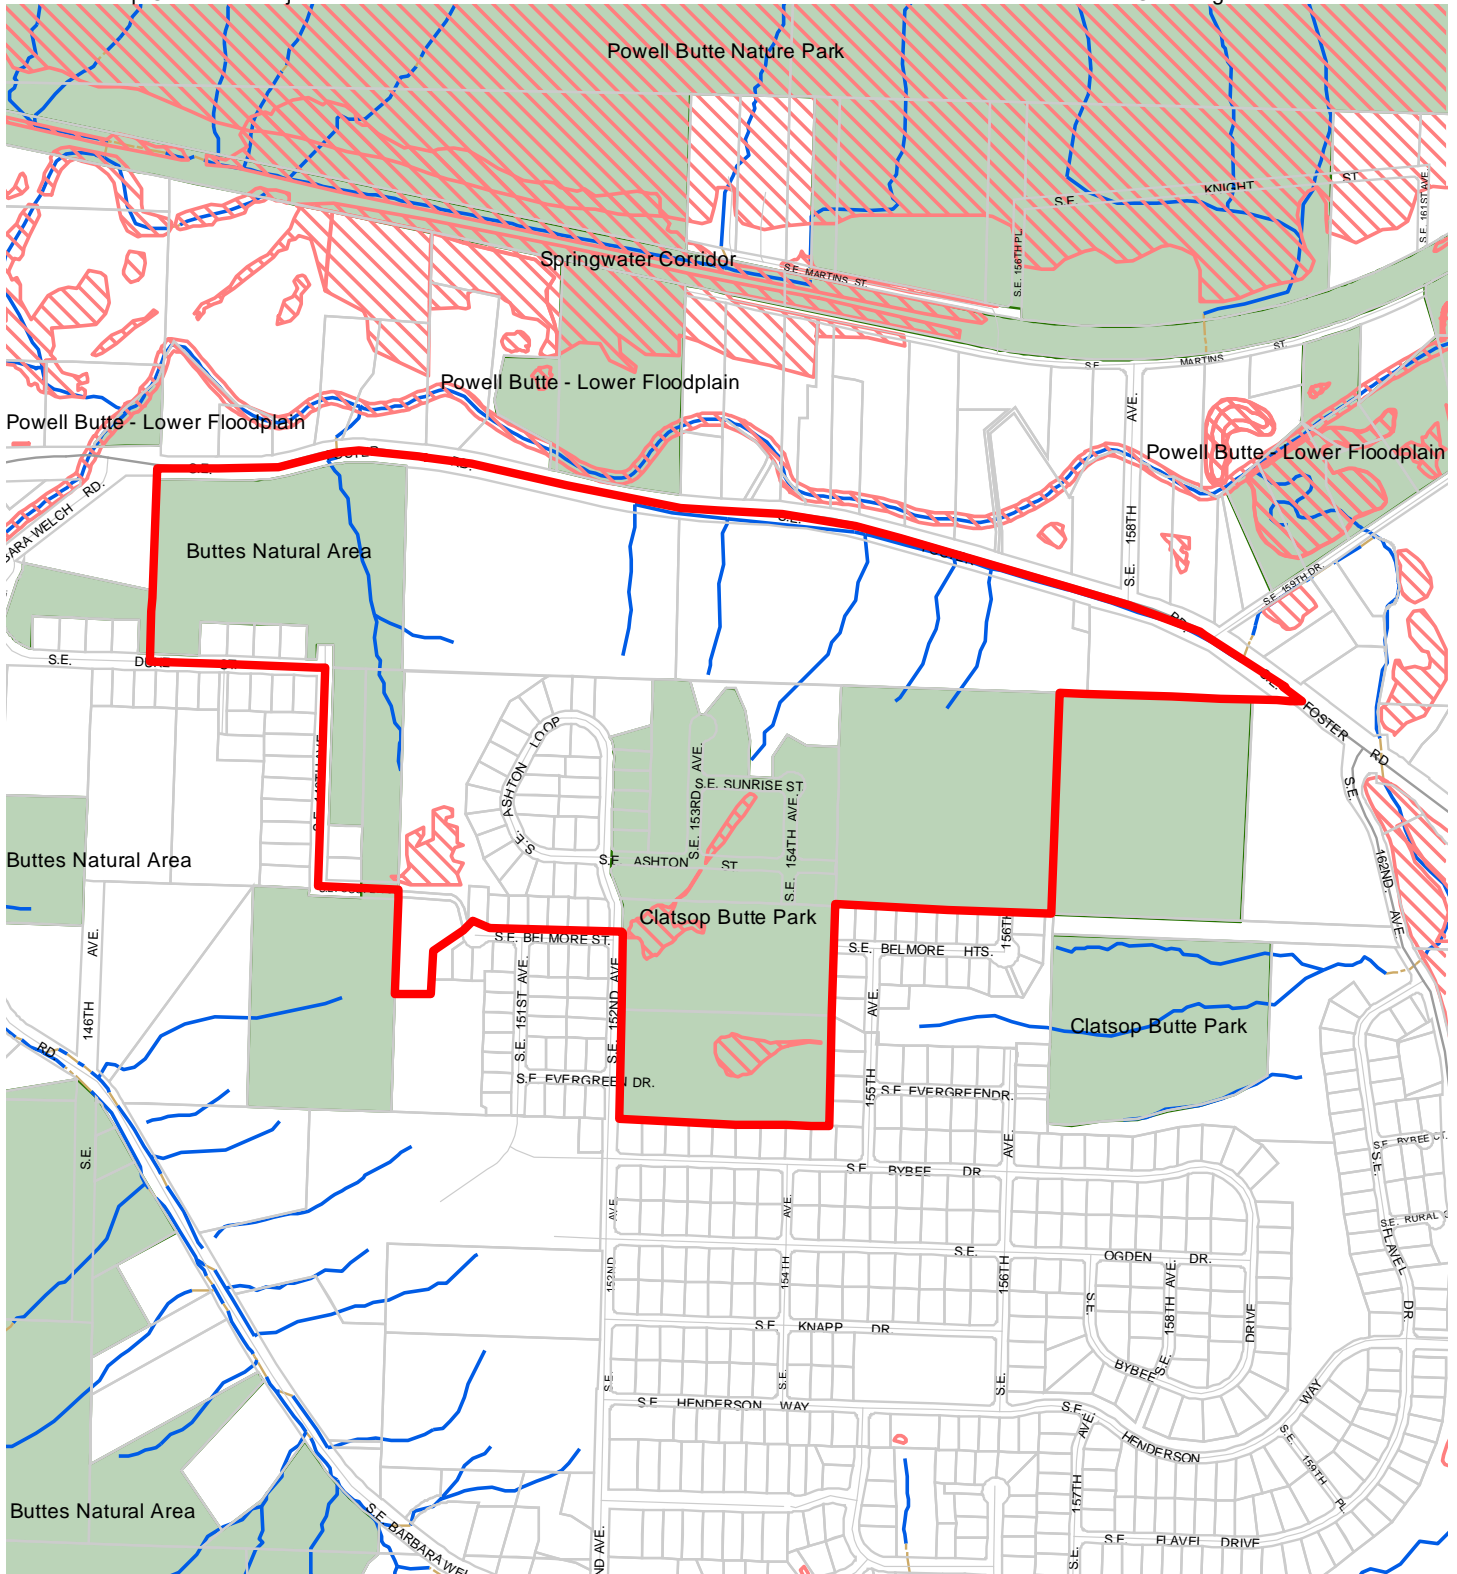 Powell Butte Nature Park
S.E. KNIGHT ST
S.E. 161ST AVE.
Springwater Corridor
S.E. MARTINS ST.
S.E. 156TH PL
S.E. MARTINS ST.
Powell Butte - Lower Floodplain
Powell Butte - Lower Floodplain
Powell Butte - Lower Floodplain
S.E. 158TH AVE.
S.E. RD.
BARA WELCH RD.
S.E.
Buttes Natural Area
S.E. 159TH DR.
RD.
S.E. DUKE ST.
S.E. FOSTER RD
S.E. ASHTON LOOP
S.E. 153RD AVE.
S.E. SUNRISE ST
S.E. 154TH AVE.
S.E. 162ND. AVE.
Buttes Natural Area
S.E. ASHTON ST
Clatsop Butte Park
S.E. BELMORE ST.
S.E. BELMORE HTS.
156TH
S.E. 146TH AVE.
S.E. 151ST AVE.
S.E. 152ND AVE.
155TH AVE.
Clatsop Butte Park
RD.
S.E. EVERGREEN DR.
S.E. EVERGREEN DR.
AVE.
S.E. BYBEE CT.
S.E. BYBEE DR
S.E. RURAL
S.E. FLAVEL DR.
S.E. 152ND AVE
S.E. 154TH AVE.
S.E. 156TH
S.E. OGDEN DR.
S.E. 158TH AVE.
S.E. BYBEE DRIVE
S.E. KNAPP DR
S.E. HENDERSON WAY
S.E. HENDERSON WAY
S.E. 159TH PL
S.E. 157TH AVE.
Buttes Natural Area
S.E. BARBARA WEL
ND AVE.
S.E. FLAVEL DRIVE